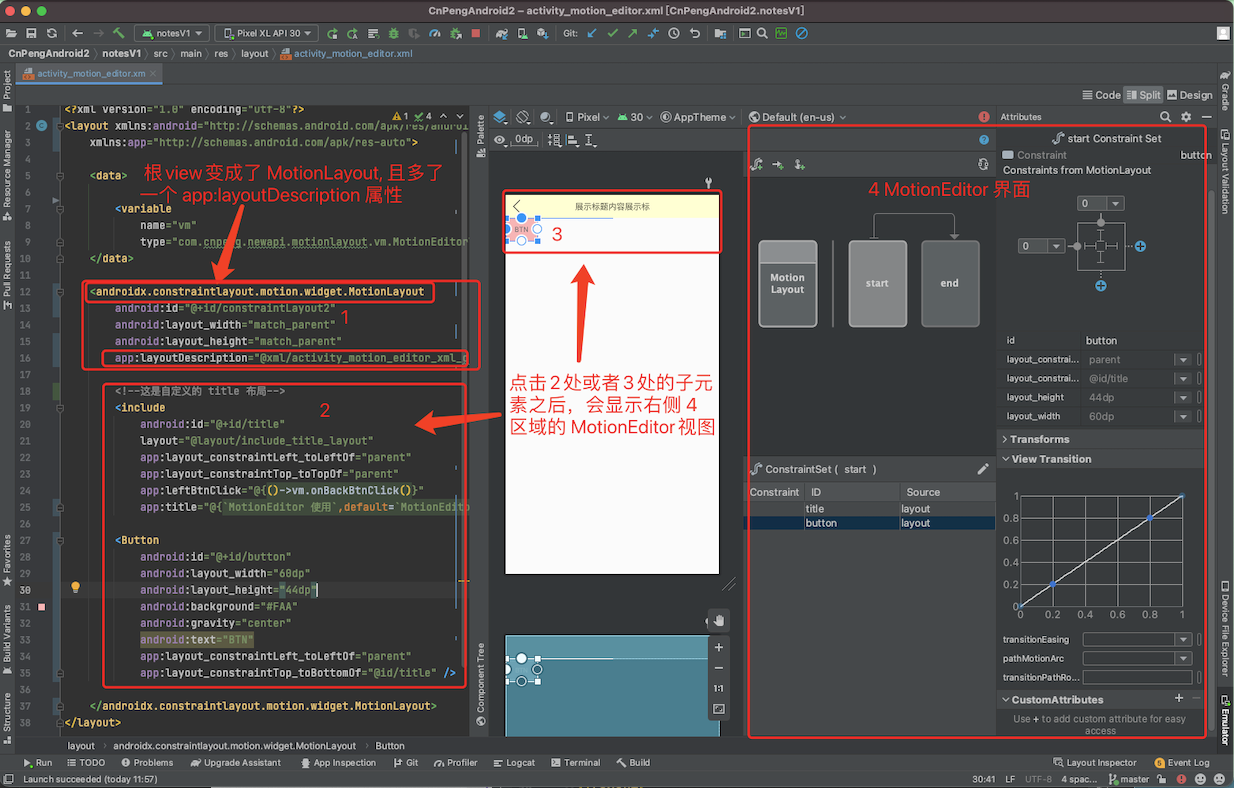 CnPengAndroid2 – activity_motion_editor.xml [CnPengAndroid2.notesV1]
notesV1
Pixel XL API 30
Git:
CnPengAndroid2
notesV1
src
main
res
layout
activity_motion_editor.xml
activity_motion_editor.xm
Code
Split
Design
Project
Resource Manager
Pull Requests
Favorites
Build Variants
Structure
1 <?xml version="1.0" encoding="utf-8"?>
1
4
2 <layout xmlns:android="http://schemas.android.com/apk/res/androi
3 xmlns:app="http://schemas.android.com/apk/res-auto">
4
5 <data>
根 view 变成了 MotionLayout, 且多了
一个 app:layoutDescription 属性
6
7 <variable
8 name="vm"
9 type="com.cnpeng.newapi.motionlayout.vm.MotionEditor
10 </data>
11
12 <androidx.constraintlayout.motion.widget.MotionLayout
13 android:id="@+id/constraintLayout2"
1
14 android:layout_width="match_parent"
15 android:layout_height="match_parent"
16 app:layoutDescription="@xml/activity_motion_editor_xml_c
17
18 <!--这是自定义的 title 布局-->
19 <include
2
20 android:id="@+id/title"
21 layout="@layout/include_title_layout"
22 app:layout_constraintLeft_toLeftOf="parent"
23 app:layout_constraintTop_toTopOf="parent"
24 app:leftBtnClick="@{()->vm.onBackBtnClick()}"
25 app:title="@{`MotionEditor 使用`,default=`MotionEdito
26
27 <Button
28 android:id="@+id/button"
29 android:layout_width="60dp"
30 android:layout_height="44dp"
31 android:background="#FAA"
32 android:gravity="center"
33 android:text="BTN"
34 app:layout_constraintLeft_toLeftOf="parent"
35 app:layout_constraintTop_toBottomOf="@id/title" />
36
37 </androidx.constraintlayout.motion.widget.MotionLayout>
38 </layout>
Palette
Component Tree
Pixel
30
AppTheme
Default (en-us)
0dp
展示标题内容展示标
BTN
3
点击 2 处或者 3 处的子元
素之后，会显示右侧 4
区域的 MotionEditor 视图
1:1
4 MotionEditor 界面
Motion
Layout
start
end
ConstraintSet ( start )
Constraint ID Source
title layout
button layout
Attributes
start Constraint Set
Constraint
button
Constraints from MotionLayout
0
0
id button
layout_constrai... parent
layout_constrai... @id/title
layout_height 44dp
layout_width 60dp
Transforms
View Transition
1
0.8
0.6
0.4
0.2
0
0 0.2 0.4 0.6 0.8 1
transitionEasing
pathMotionArc
transitionPathRo...
CustomAttributes
Use + to add custom attribute for easy
access
Gradle
Layout Validation
Device File Explorer
Emulator
layout
androidx.constraintlayout.motion.widget.MotionLayout
Button
Run
TODO
Problems
Upgrade Assistant
App Inspection
Git
Profiler
Logcat
Terminal
Build
Layout Inspector
6 Event Log
Launch succeeded (today 11:57)
30:41
LF
UTF-8
4 spac...
master